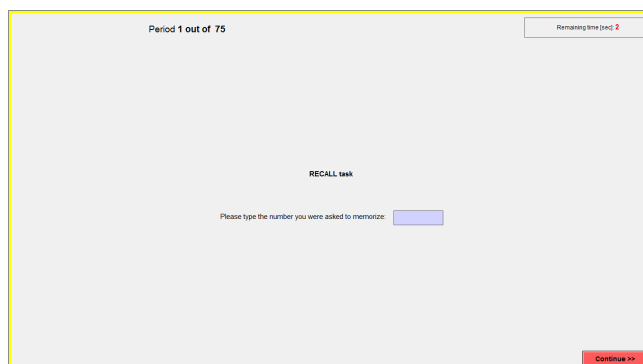 Period 1 out of 75
Remaining time [sec]: 2
RECALL task
Please type the number you were asked to memorize:
Continue >>